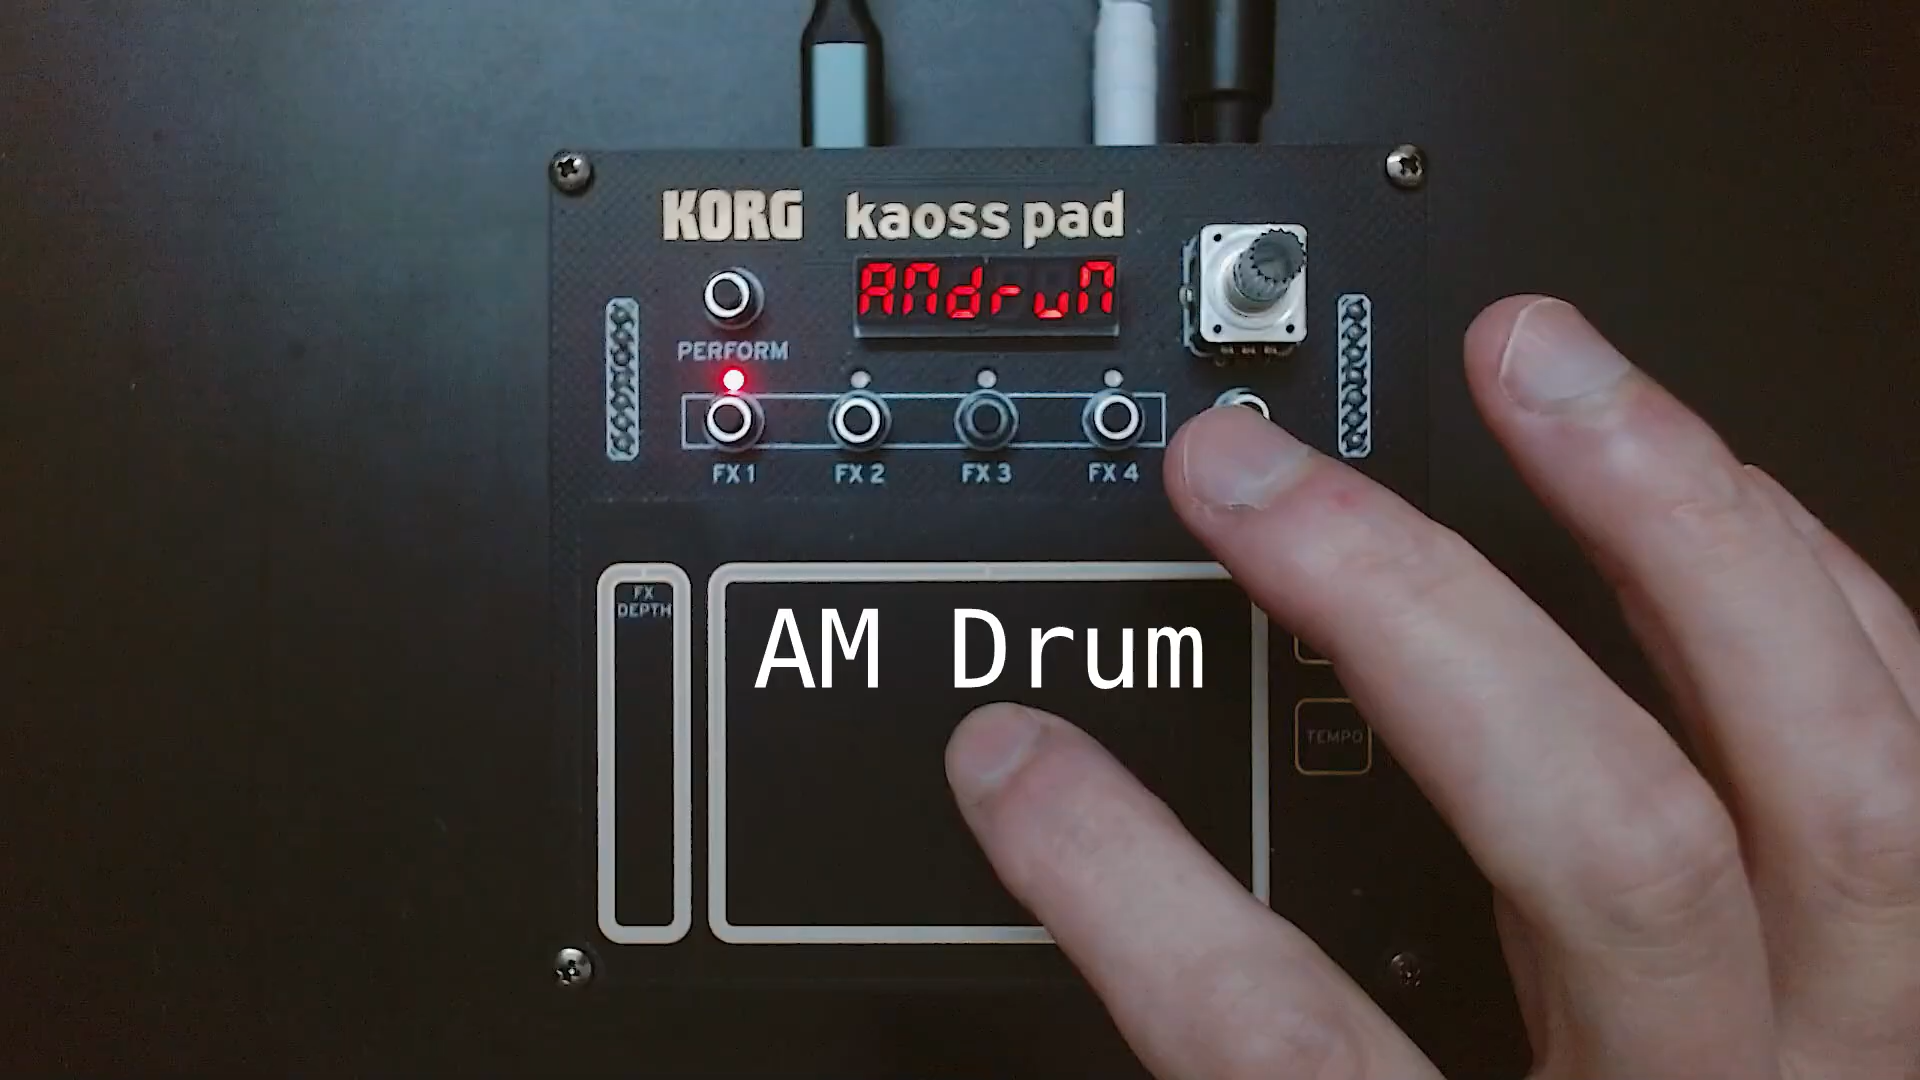 KORG kaoss pad
AMdruM
PERFORM
FX 1 FX 2 FX 3 FX 4
FX
DEPTH
AM Drum
TEMPO